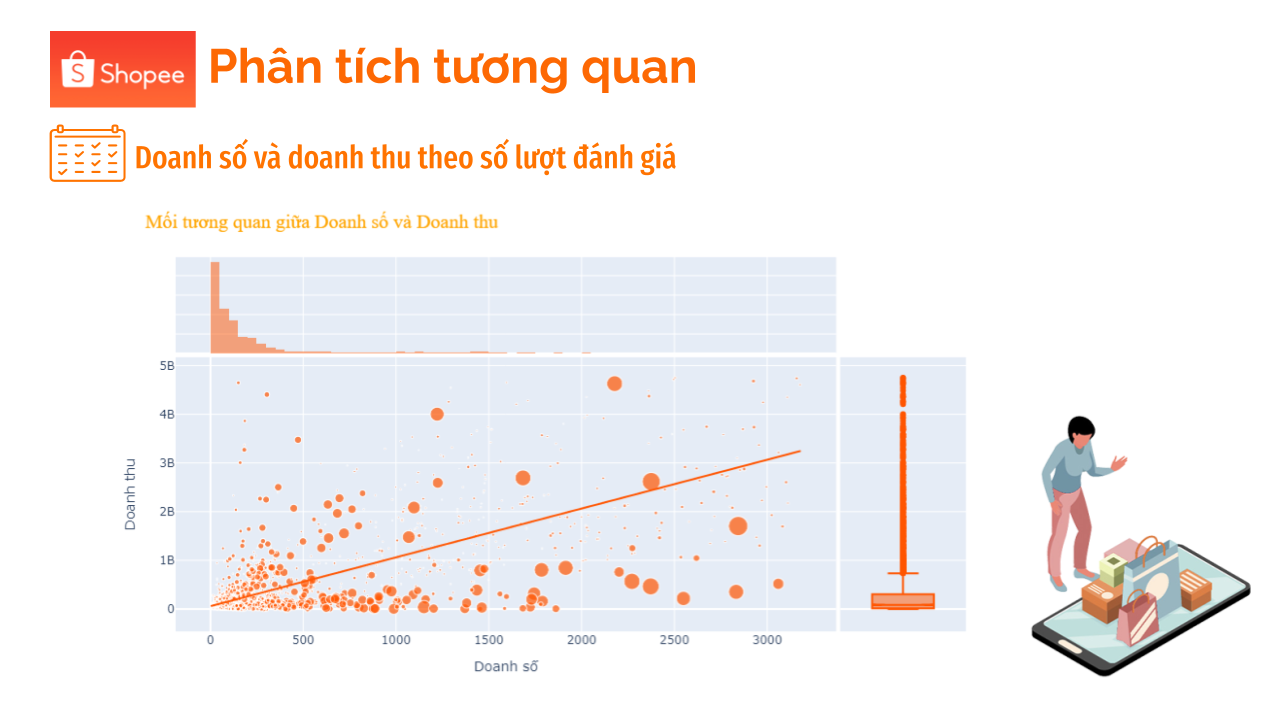 Shopee
Phân tích tương quan
Doanh số và doanh thu theo số lượt đánh giá
Mối tương quan giữa Doanh số và Doanh thu
5B
4B
3B
2B
1B
0
Doanh thu
0 500 1000 1500 2000 2500 3000
Doanh số